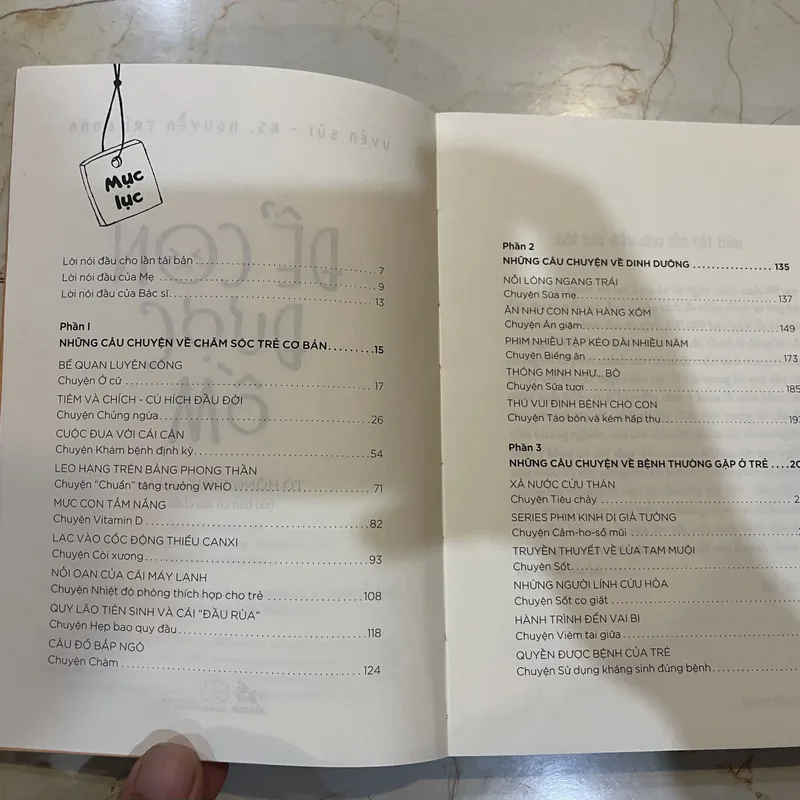 Mục
lục
Lời nói đầu cho lần tái bản ........ 7
Lời nói đầu của Mẹ ........ 9
Lời nói đầu của Bác sĩ ........ 13
Phần I
NHỮNG CÂU CHUYỆN VỀ CHĂM SÓC TRẺ CƠ BẢN ........ 15
BẾ QUAN LUYỆN CÔNG
Chuyện Ở cữ ........ 17
TIÊM VÀ CHÍCH - CÚ HÍCH ĐẦU ĐỜI
Chuyện Chủng ngừa ........ 26
CUỘC ĐUA VỚI CÁI CÂN
Chuyện Khám bệnh định kỳ ........ 54
LEO HẠNG TRÊN BẢNG PHONG THẦN
Chuyện “Chuẩn” tăng trưởng WHO ........ 71
MỰC CON TẮM NẮNG
Chuyện Vitamin D ........ 82
LẠC VÀO CỐC ĐỘNG THIẾU CANXI
Chuyện Còi xương ........ 93
NỖI OAN CỦA CÁI MÁY LẠNH
Chuyện Nhiệt độ phòng thích hợp cho trẻ ........ 108
QUY LÃO TIÊN SINH VÀ CÁI “ĐẦU RÙA”
Chuyện Hẹp bao quy đầu ........ 118
CÂU ĐỐ BẮP NGÔ
Chuyện Chàm ........ 124
Phần 2
NHỮNG CÂU CHUYỆN VỀ DINH DƯỠNG ........ 135
NỖI LÒNG NGANG TRÁI
Chuyện Sữa mẹ ........ 137
ĂN NHƯ CON NHÀ HÀNG XÓM
Chuyện Ăn giặm ........ 149
PHIM NHIỀU TẬP KÉO DÀI NHIỀU NĂM
Chuyện Biếng ăn ........ 173
THÔNG MINH NHƯ... BÒ
Chuyện Sữa tươi ........ 185
THÚ VUI ĐỊNH BỆNH CHO CON
Chuyện Táo bón và kém hấp thụ ........
Phần 3
NHỮNG CÂU CHUYỆN VỀ BỆNH THƯỜNG GẶP Ở TRẺ ....
XẢ NƯỚC CỨU THÂN
Chuyện Tiêu chảy ........
SERIES PHIM KINH DỊ GIẢ TƯỞNG
Chuyện Cảm-ho-sổ mũi ........
TRUYỀN THUYẾT VỀ LỬA TAM MUỘI
Chuyện Sốt ........
NHỮNG NGƯỜI LÍNH CỨU HỎA
Chuyện Sốt co giật ........
HÀNH TRÌNH ĐẾN VAI BI
Chuyện Viêm tai giữa ........
QUYỀN ĐƯỢC BỆNH CỦA TRẺ
Chuyện Sử dụng kháng sinh đúng bệnh ........